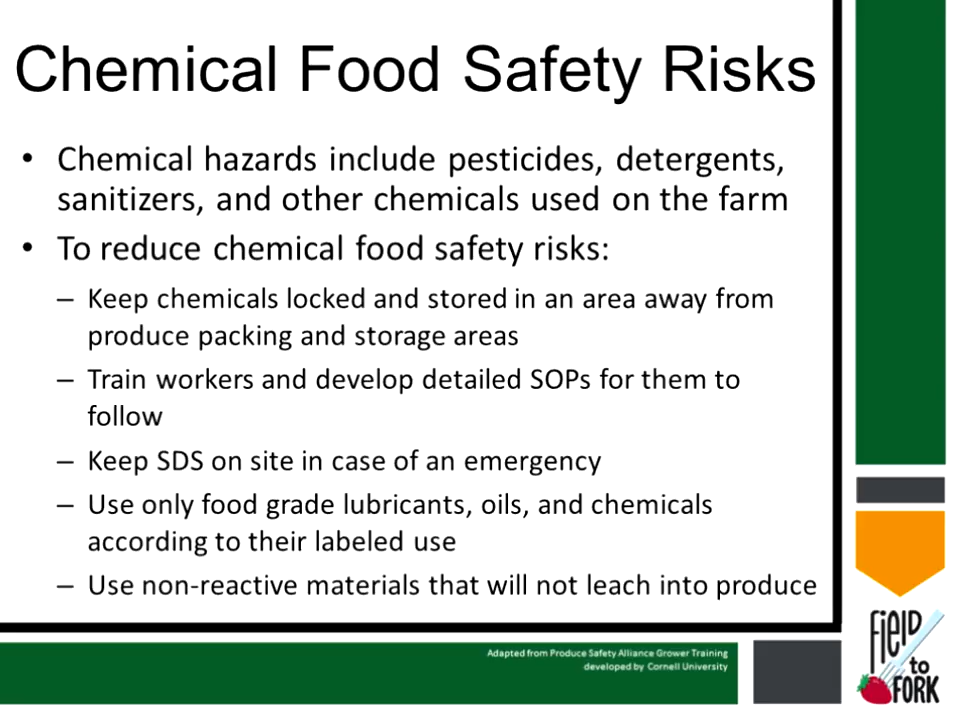 Chemical Food Safety Risks
• Chemical hazards include pesticides, detergents,
sanitizers, and other chemicals used on the farm
• To reduce chemical food safety risks:
– Keep chemicals locked and stored in an area away from
produce packing and storage areas
– Train workers and develop detailed SOPs for them to
follow
– Keep SDS on site in case of an emergency
– Use only food grade lubricants, oils, and chemicals
according to their labeled use
– Use non-reactive materials that will not leach into produce
Adapted from Produce Safety Alliance Grower Training
developed by Cornell University
FIELD
to
FORK